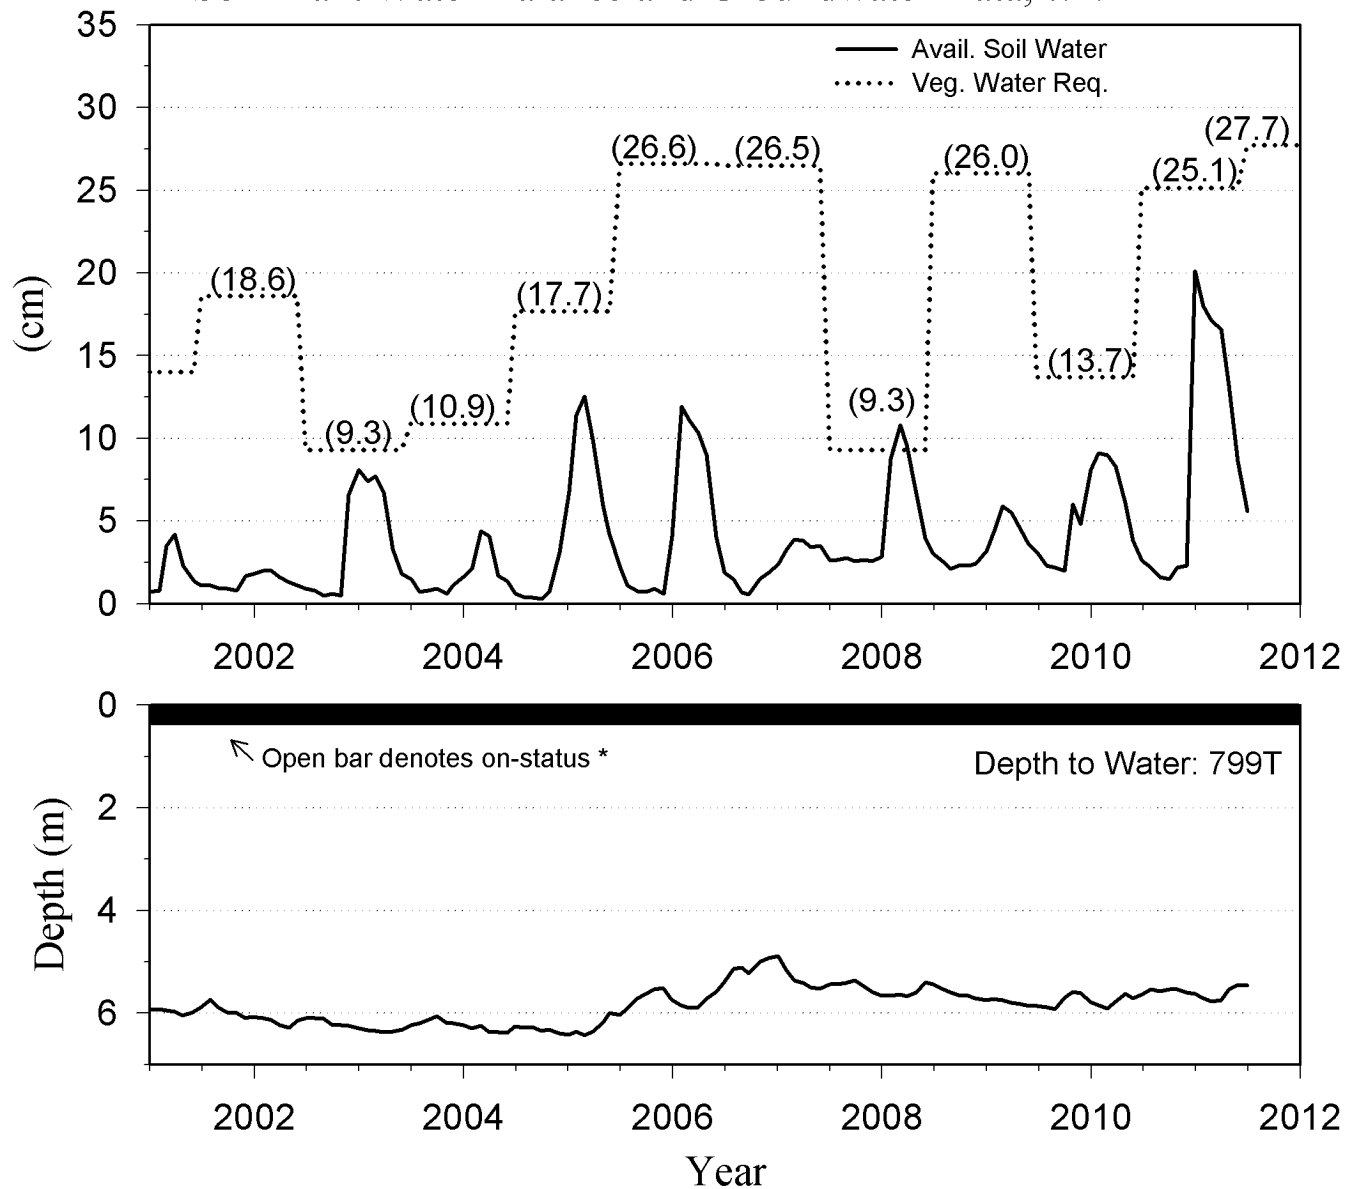 35
Avail. Soil Water
Veg. Water Req.
30
(27.7)
(26.6)
(26.5)
(26.0)
(25.1)
25
20
(18.6)
(17.7)
(cm)
15
(13.7)
(10.9)
(9.3)
(9.3)
10
5
0
2002 2004 2006 2008 2010 2012
0
Open bar denotes on-status *
Depth to Water: 799T
2
Depth (m)
4
6
2002 2004 2006 2008 2010 2012
Year